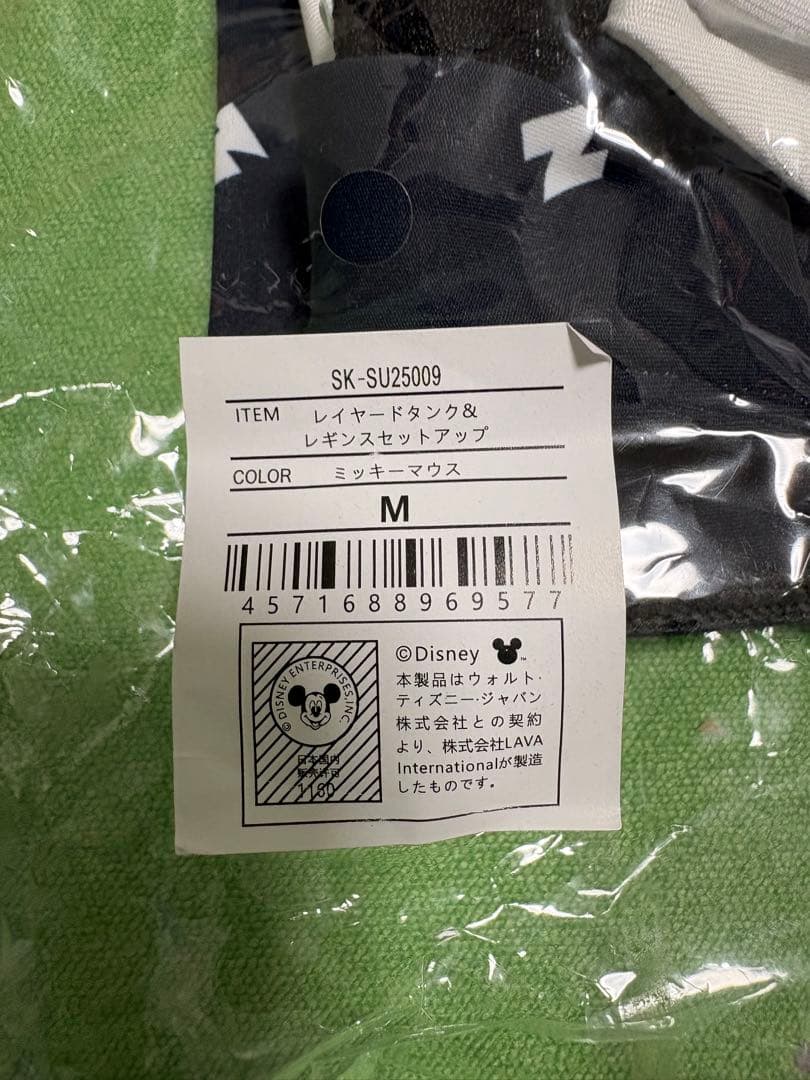 SK-SU25009
ITEM レイヤードタンク&
レギンスセットアップ
COLOR ミッキーマウス
M
4571688969577
©Disney
本製品はウォルト・
ディズニー・ジャパン
株式会社との契約
より、株式会社LAVA
Internationalが製造
したものです。
©DISNEY ENTERPRISES, INC.
日本国内
販売許可